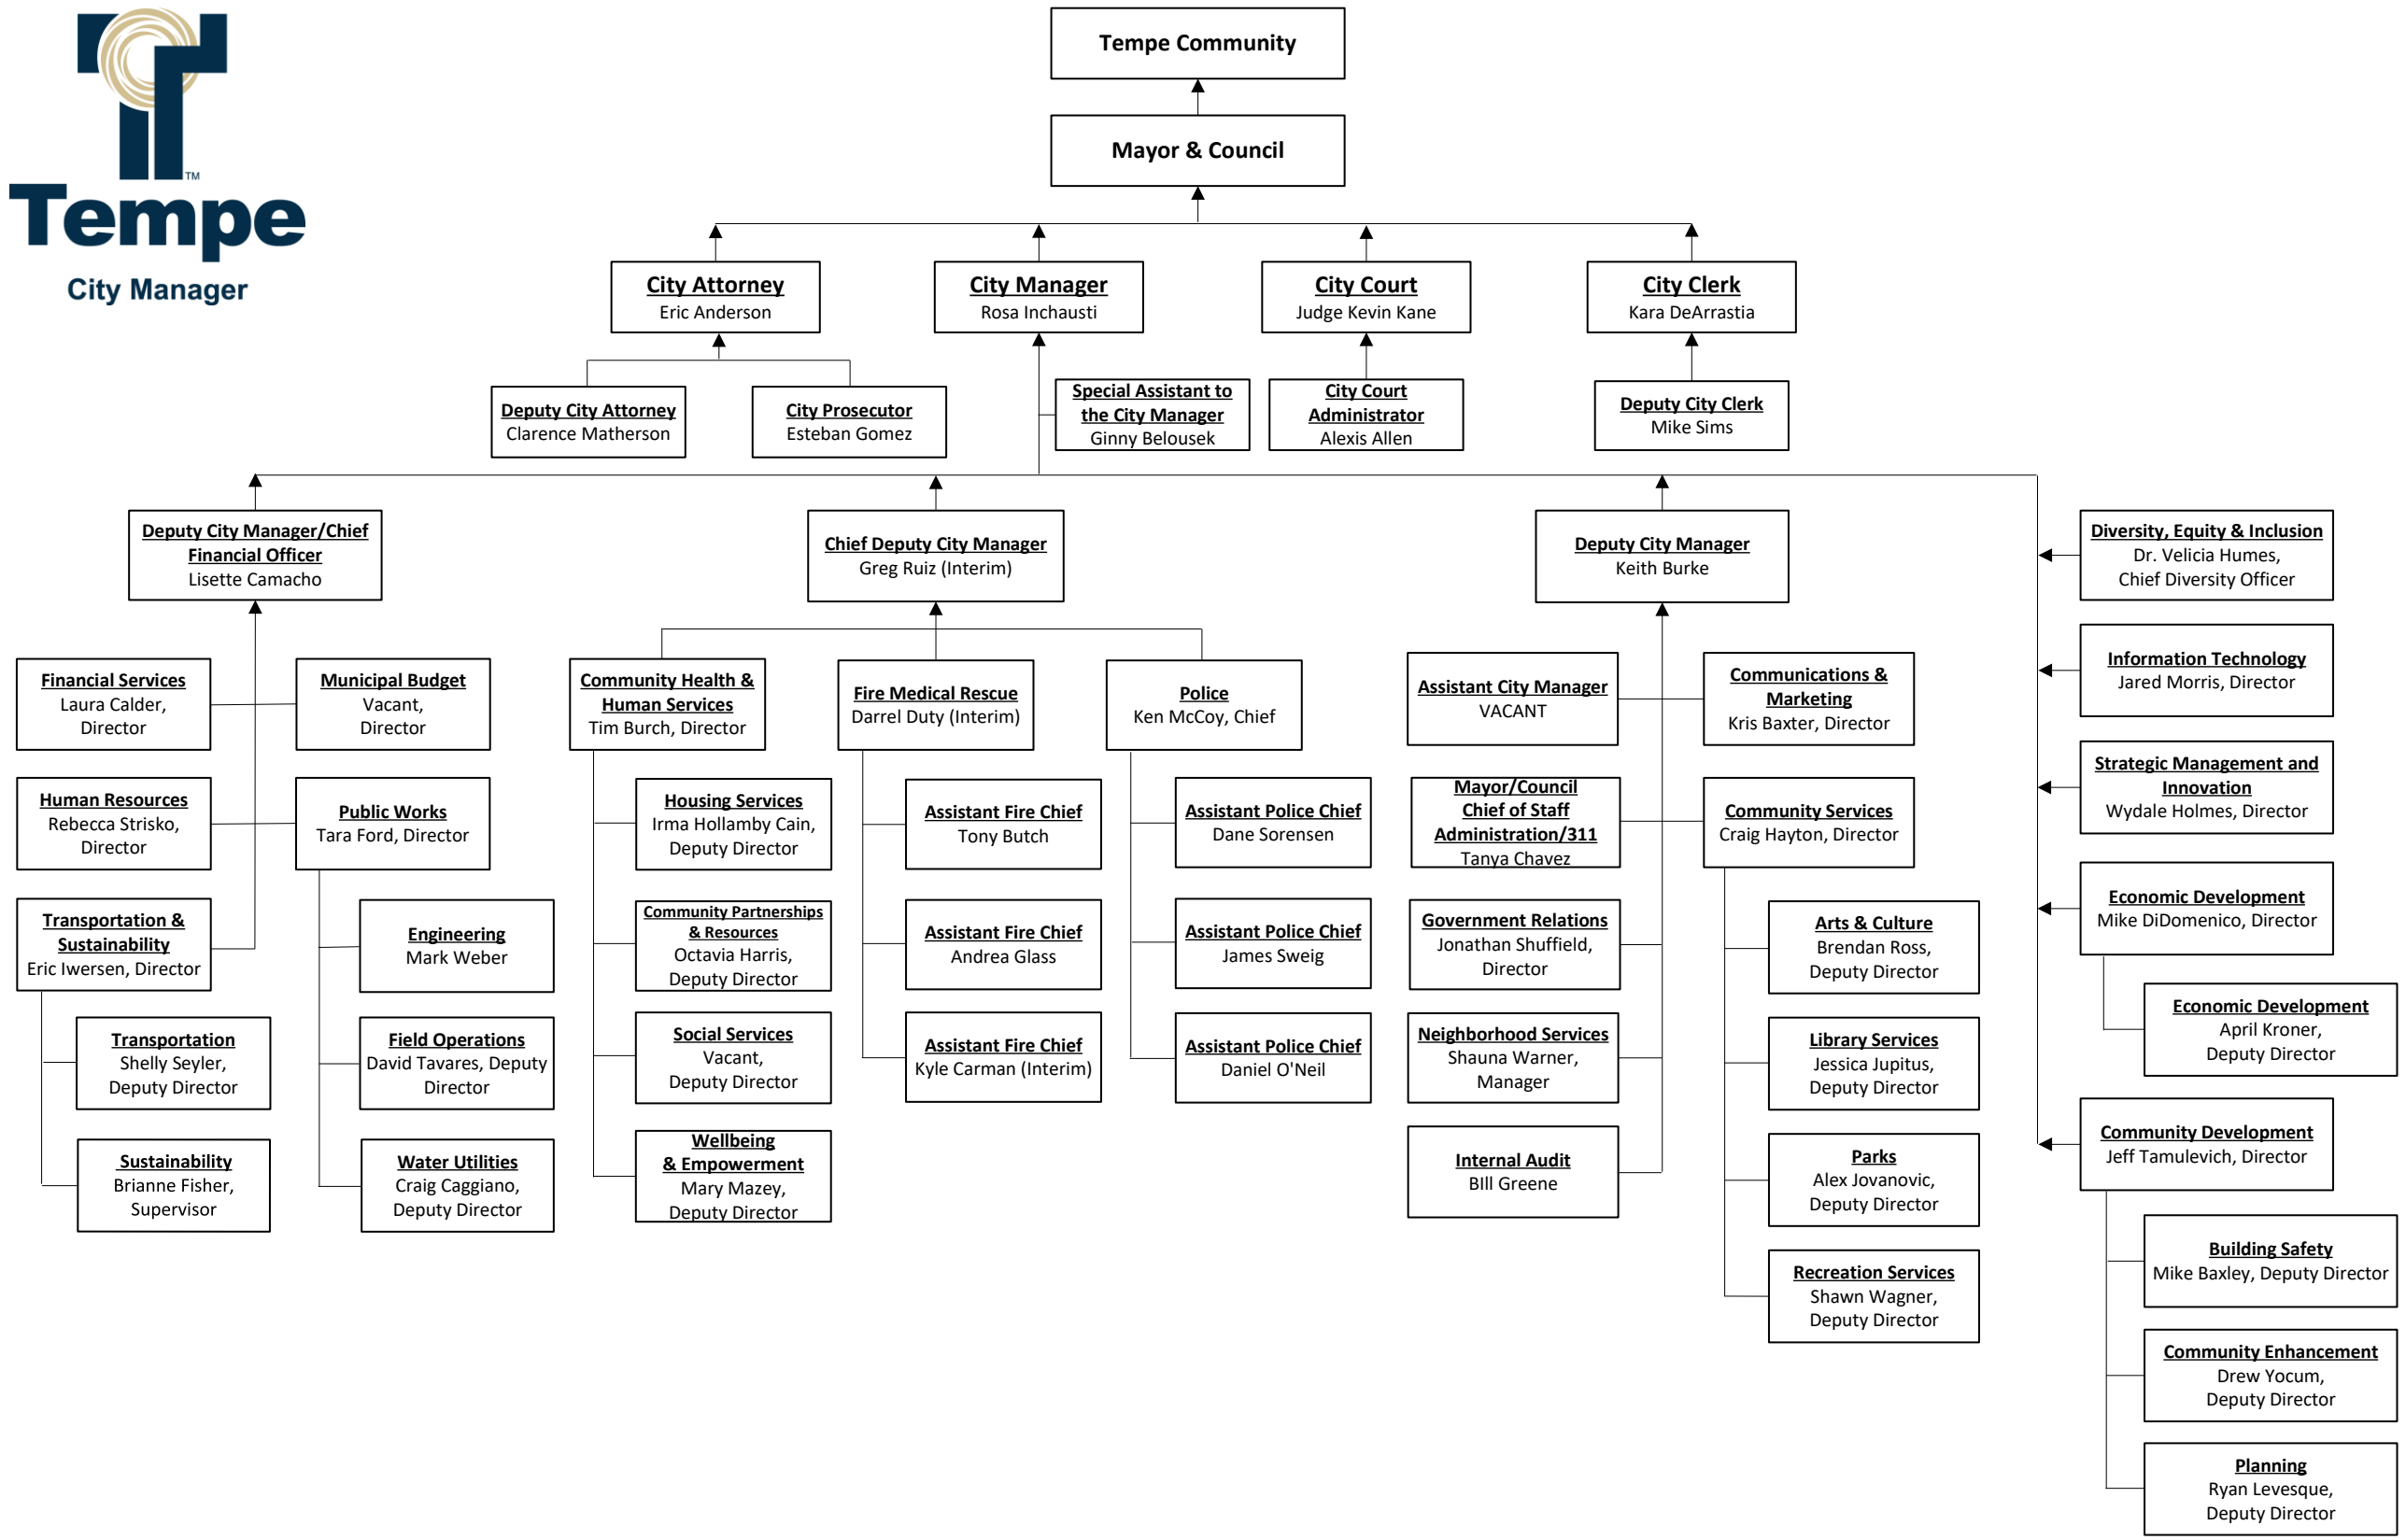 TM
Tempe
City Manager
Tempe Community
Mayor & Council
City Attorney
Eric Anderson
City Manager
Rosa Inchausti
City Court
Judge Kevin Kane
City Clerk
Kara DeArrastia
Deputy City Attorney
Clarence Matherson
City Prosecutor
Esteban Gomez
Special Assistant to
the City Manager
Ginny Belousek
City Court
Administrator
Alexis Allen
Deputy City Clerk
Mike Sims
Deputy City Manager/Chief
Financial Officer
Lisette Camacho
Chief Deputy City Manager
Greg Ruiz (Interim)
Deputy City Manager
Keith Burke
Diversity, Equity & Inclusion
Dr. Velicia Humes,
Chief Diversity Officer
Information Technology
Jared Morris, Director
Strategic Management and
Innovation
Wydale Holmes, Director
Economic Development
Mike DiDomenico, Director
Economic Development
April Kroner,
Deputy Director
Community Development
Jeff Tamulevich, Director
Building Safety
Mike Baxley, Deputy Director
Community Enhancement
Drew Yocum,
Deputy Director
Planning
Ryan Levesque,
Deputy Director
Financial Services
Laura Calder,
Director
Municipal Budget
Vacant,
Director
Human Resources
Rebecca Strisko,
Director
Public Works
Tara Ford, Director
Transportation &
Sustainability
Eric Iwersen, Director
Engineering
Mark Weber
Transportation
Shelly Seyler,
Deputy Director
Field Operations
David Tavares, Deputy
Director
Sustainability
Brianne Fisher,
Supervisor
Water Utilities
Craig Caggiano,
Deputy Director
Community Health &
Human Services
Tim Burch, Director
Housing Services
Irma Hollamby Cain,
Deputy Director
Community Partnerships
& Resources
Octavia Harris,
Deputy Director
Social Services
Vacant,
Deputy Director
Wellbeing
& Empowerment
Mary Mazey,
Deputy Director
Fire Medical Rescue
Darrel Duty (Interim)
Assistant Fire Chief
Tony Butch
Assistant Fire Chief
Andrea Glass
Assistant Fire Chief
Kyle Carman (Interim)
Police
Ken McCoy, Chief
Assistant Police Chief
Dane Sorensen
Assistant Police Chief
James Sweig
Assistant Police Chief
Daniel O'Neil
Assistant City Manager
VACANT
Communications &
Marketing
Kris Baxter, Director
Mayor/Council
Chief of Staff
Administration/311
Tanya Chavez
Community Services
Craig Hayton, Director
Government Relations
Jonathan Shuffield,
Director
Neighborhood Services
Shauna Warner,
Manager
Internal Audit
BIll Greene
Arts & Culture
Brendan Ross,
Deputy Director
Library Services
Jessica Jupitus,
Deputy Director
Parks
Alex Jovanovic,
Deputy Director
Recreation Services
Shawn Wagner,
Deputy Director